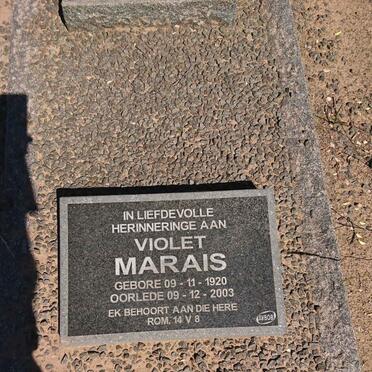 IN LIEFDEVOLLE
HERINNERINGE AAN
VIOLET
MARAIS
GEBORE 09 - 11 - 1920
OORLEDE 09 - 12 - 2003
EK BEHOORT AAN DIE HERE
ROM. 14 V 8